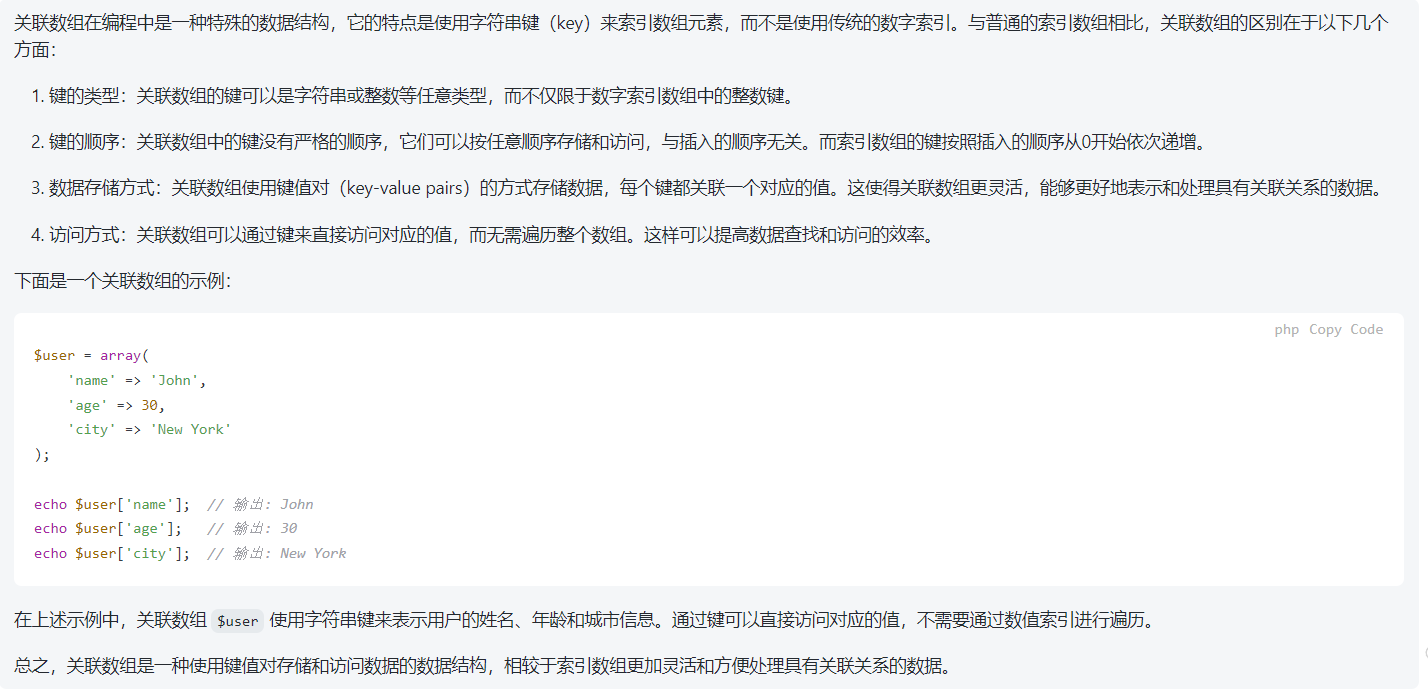 关联数组在编程中是一种特殊的数据结构，它的特点是使用字符串键（key）来索引数组元素，而不是使用传统的数字索引。与普通的索引数组相比，关联数组的区别在于以下几个
方面：
1. 键的类型：关联数组的键可以是字符串或整数等任意类型，而不仅限于数字索引数组中的整数键。
2. 键的顺序：关联数组中的键没有严格的顺序，它们可以按任意顺序存储和访问，与插入的顺序无关。而索引数组的键按照插入的顺序从0开始依次递增。
3. 数据存储方式：关联数组使用键值对（key-value pairs）的方式存储数据，每个键都关联一个对应的值。这使得关联数组更灵活，能够更好地表示和处理具有关联关系的数据。
4. 访问方式：关联数组可以通过键来直接访问对应的值，而无需遍历整个数组。这样可以提高数据查找和访问的效率。
下面是一个关联数组的示例：
php Copy Code
$user = array(
    'name' => 'John',
    'age' => 30,
    'city' => 'New York'
);
echo $user['name'];  // 输出: John
echo $user['age'];   // 输出: 30
echo $user['city'];  // 输出: New York
在上述示例中，关联数组 $user 使用字符串键来表示用户的姓名、年龄和城市信息。通过键可以直接访问对应的值，不需要通过数值索引进行遍历。
总之，关联数组是一种使用键值对存储和访问数据的数据结构，相较于索引数组更加灵活和方便处理具有关联关系的数据。